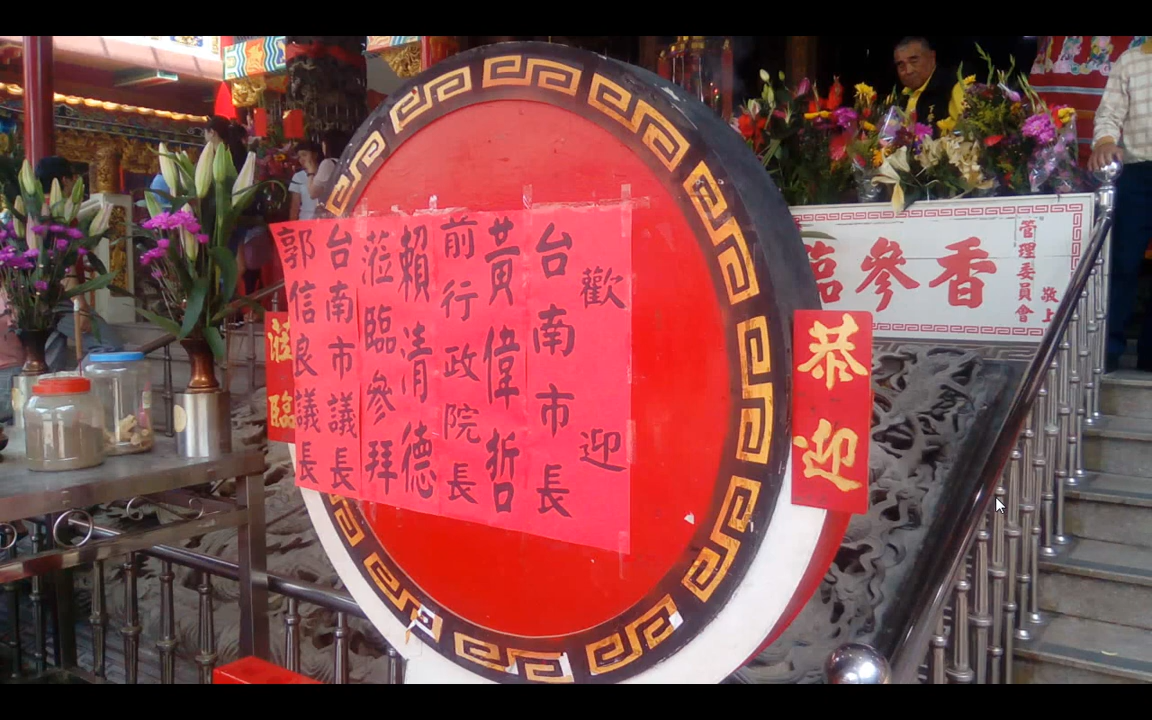 歡迎
台南市長
黃偉哲
前行政院長
賴清德
蒞臨參拜
台南市議長
郭信良議長
恭迎
蒞臨
管理委員會
敬上
香參臨